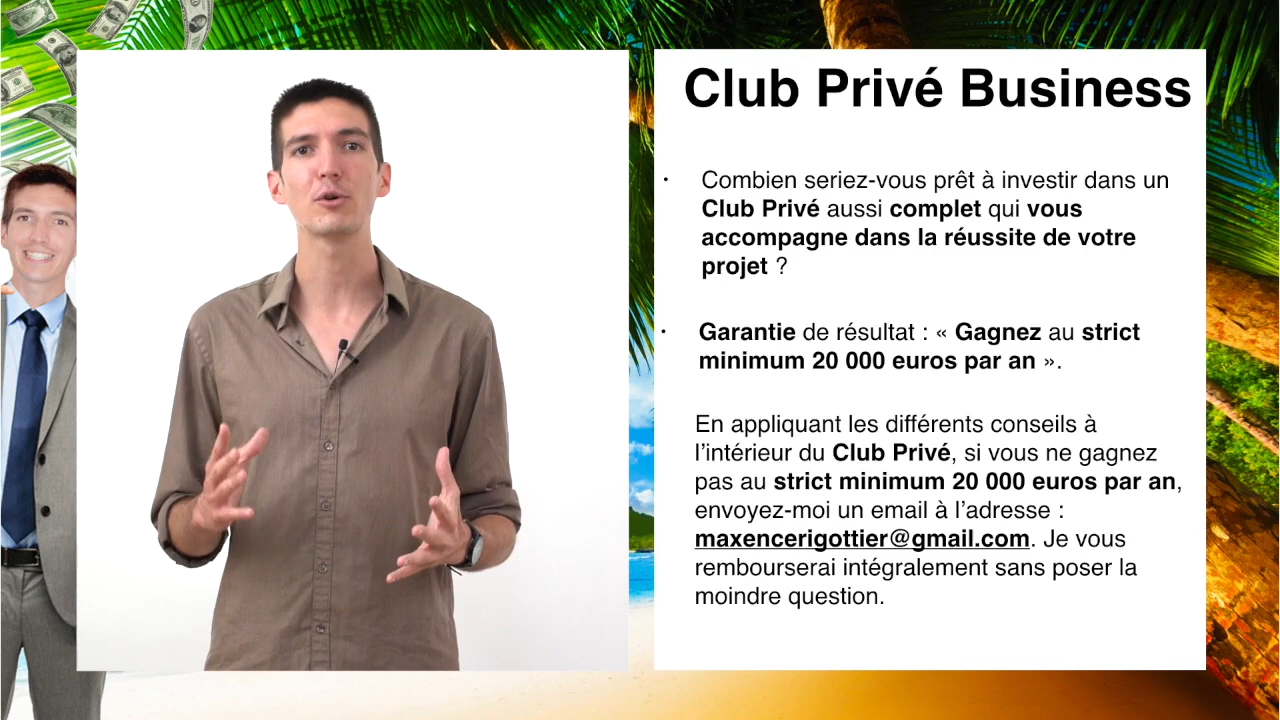 Club Privé Business
· Combien seriez-vous prêt à investir dans un
Club Privé aussi complet qui vous
accompagne dans la réussite de votre
projet ?
· Garantie de résultat : « Gagnez au strict
minimum 20 000 euros par an ».
En appliquant les différents conseils à
l'intérieur du Club Privé, si vous ne gagnez
pas au strict minimum 20 000 euros par an,
envoyez-moi un email à l'adresse :
maxencerigottier@gmail.com. Je vous
rembourserai intégralement sans poser la
moindre question.